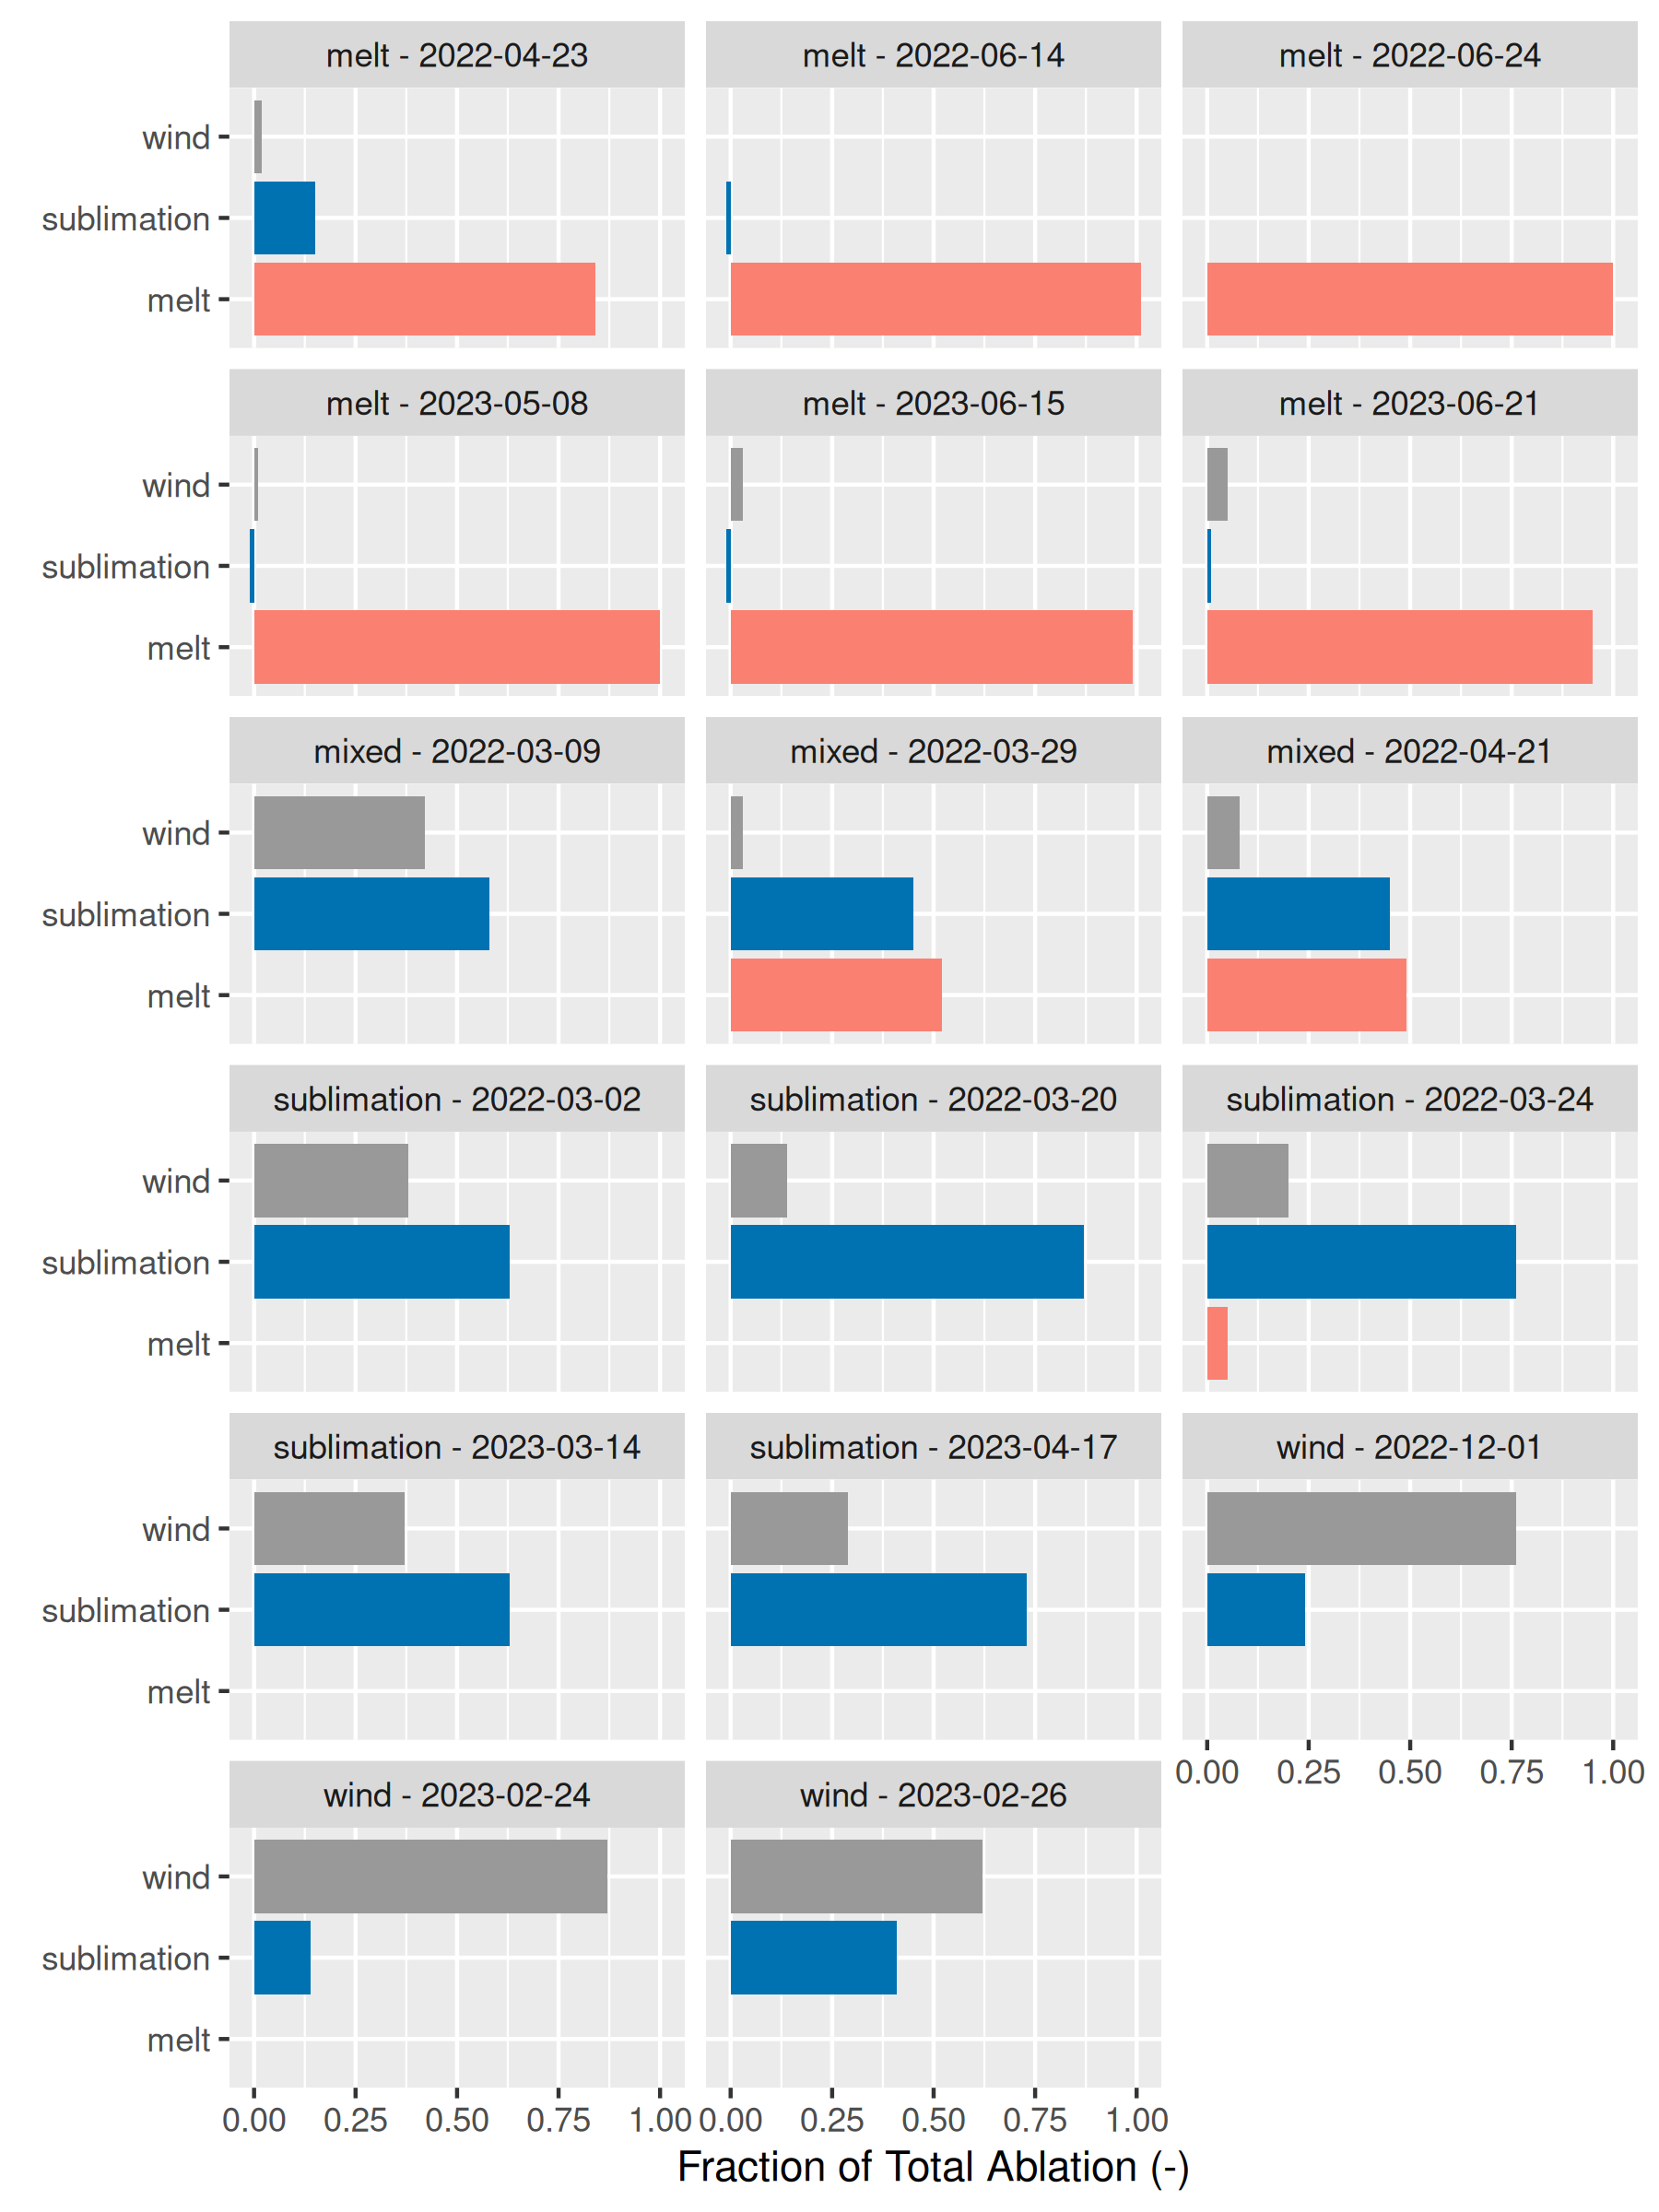 melt - 2022-04-23
melt - 2022-06-14
melt - 2022-06-24
wind
sublimation
melt
melt - 2023-05-08
melt - 2023-06-15
melt - 2023-06-21
wind
sublimation
melt
mixed - 2022-03-09
mixed - 2022-03-29
mixed - 2022-04-21
wind
sublimation
melt
sublimation - 2022-03-02
sublimation - 2022-03-20
sublimation - 2022-03-24
wind
sublimation
melt
sublimation - 2023-03-14
sublimation - 2023-04-17
wind - 2022-12-01
wind
sublimation
melt
0.00 0.25 0.50 0.75 1.00
wind - 2023-02-24
wind - 2023-02-26
wind
sublimation
melt
0.00 0.25 0.50 0.75 1.00
0.00 0.25 0.50 0.75 1.00
Fraction of Total Ablation (-)